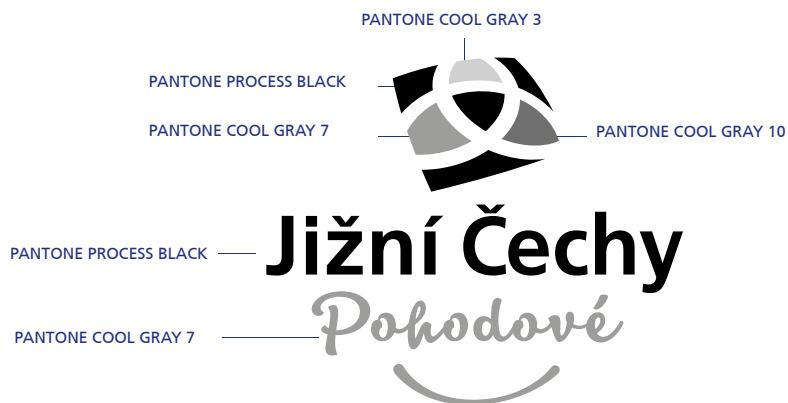 PANTONE COOL GRAY 3
PANTONE PROCESS BLACK
PANTONE COOL GRAY 7
PANTONE COOL GRAY 10
PANTONE PROCESS BLACK
Jižní Čechy
Pohodové
PANTONE COOL GRAY 7